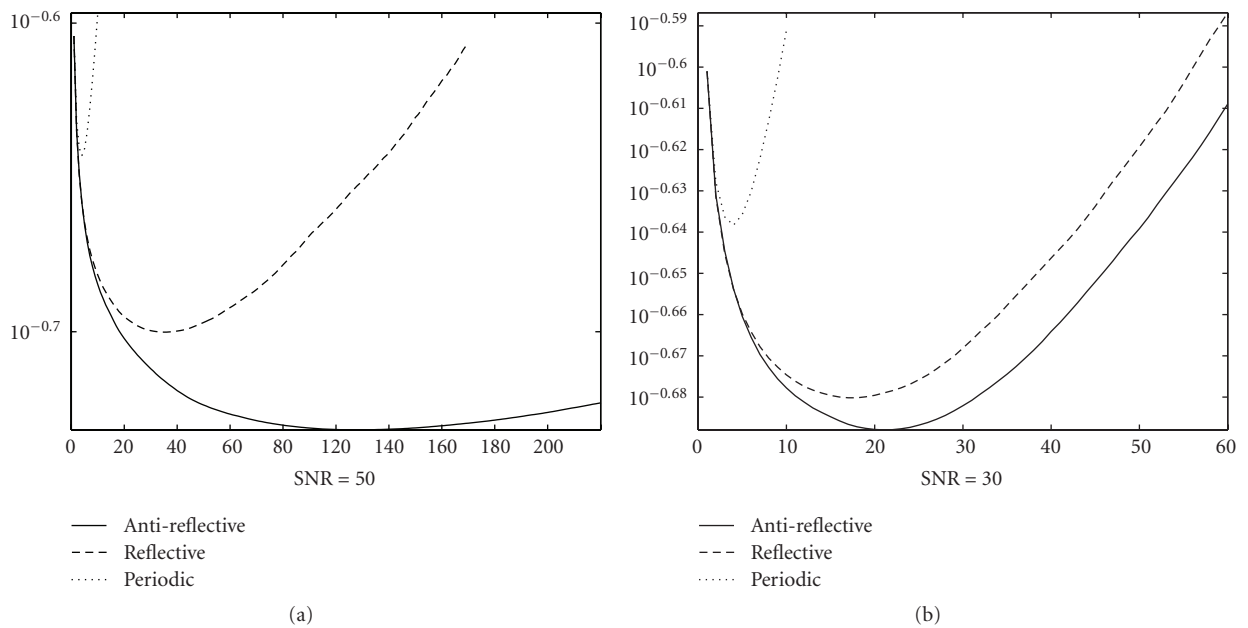 10−0.6
10−0.7
0 20 40 60 80 100 120 140 160 180 200
SNR = 50
Anti-reflective
Reflective
Periodic
(a)
10−0.59
10−0.6
10−0.61
10−0.62
10−0.63
10−0.64
10−0.65
10−0.66
10−0.67
10−0.68
0 10 20 30 40 50 60
SNR = 30
Anti-reflective
Reflective
Periodic
(b)